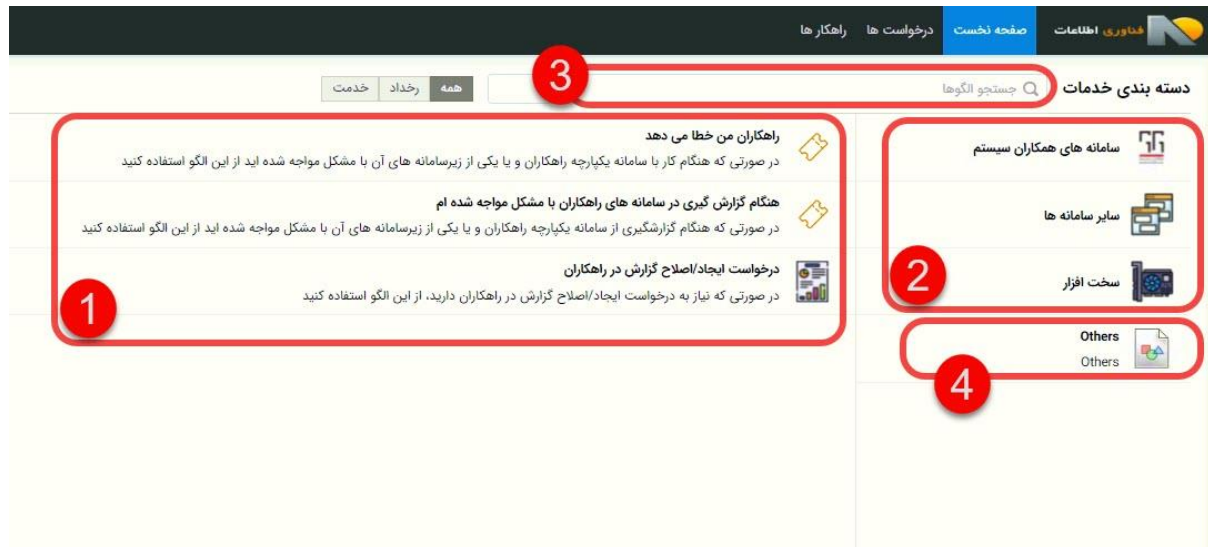 فناوری اطلاعات
صفحه نخست
درخواست ها
راهکار ها
دسته بندی خدمات
جستجو الگوها
3
همه
رخداد
خدمت
سامانه های همکاران سیستم
سایر سامانه ها
سخت افزار
2
Others
Others
4
راهکاران من خطا می دهد
در صورتی که هنگام کار با سامانه یکپارچه راهکاران و یا یکی از زیرسامانه های آن با مشکل مواجه شده اید از این الگو استفاده کنید
هنگام گزارش گیری در سامانه های راهکاران با مشکل مواجه شده ام
در صورتی که هنگام گزارشگیری از سامانه یکپارچه راهکاران و یا یکی از زیرسامانه های آن با مشکل مواجه شده اید از این الگو استفاده کنید
درخواست ایجاد/اصلاح گزارش در راهکاران
در صورتی که نیاز به درخواست ایجاد/اصلاح گزارش در راهکاران دارید، از این الگو استفاده کنید
1